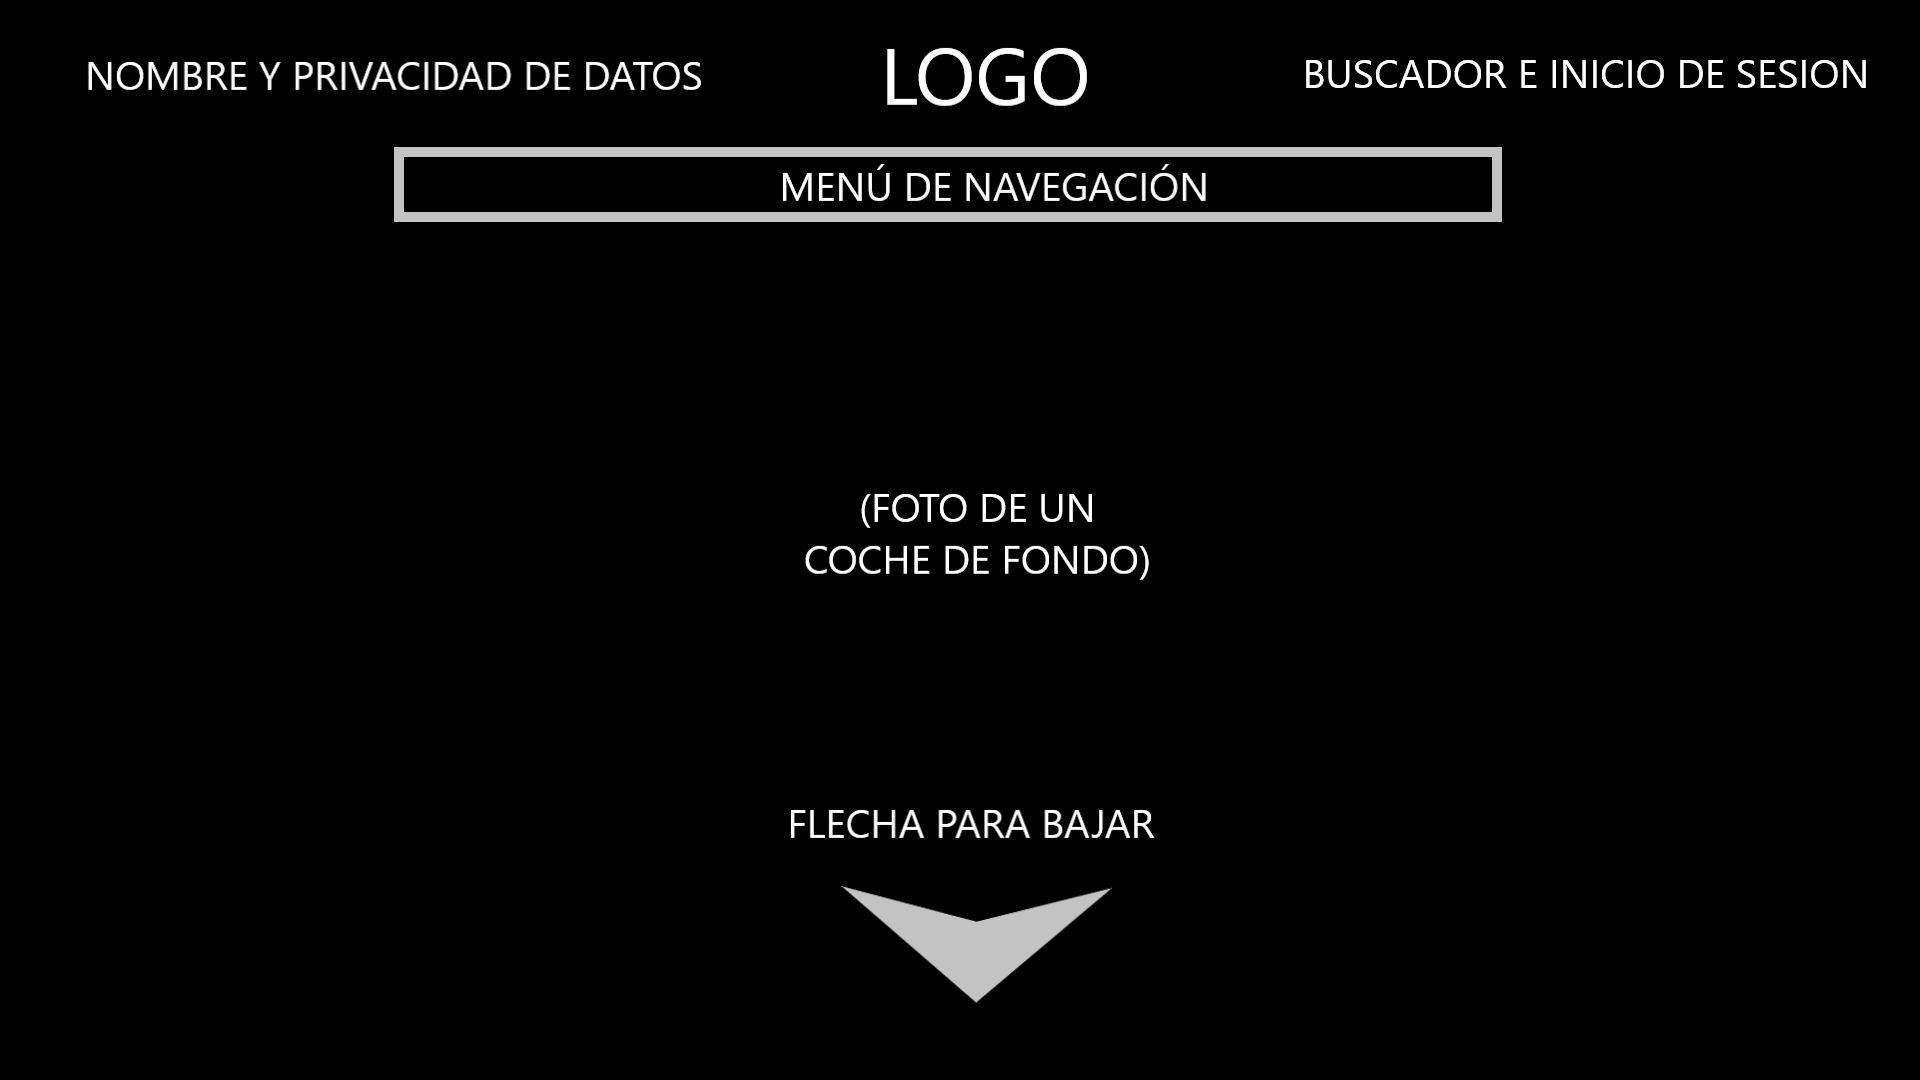 NOMBRE Y PRIVACIDAD DE DATOS
LOGO
BUSCADOR E INICIO DE SESION
MENÚ DE NAVEGACIÓN
(FOTO DE UN
COCHE DE FONDO)
FLECHA PARA BAJAR